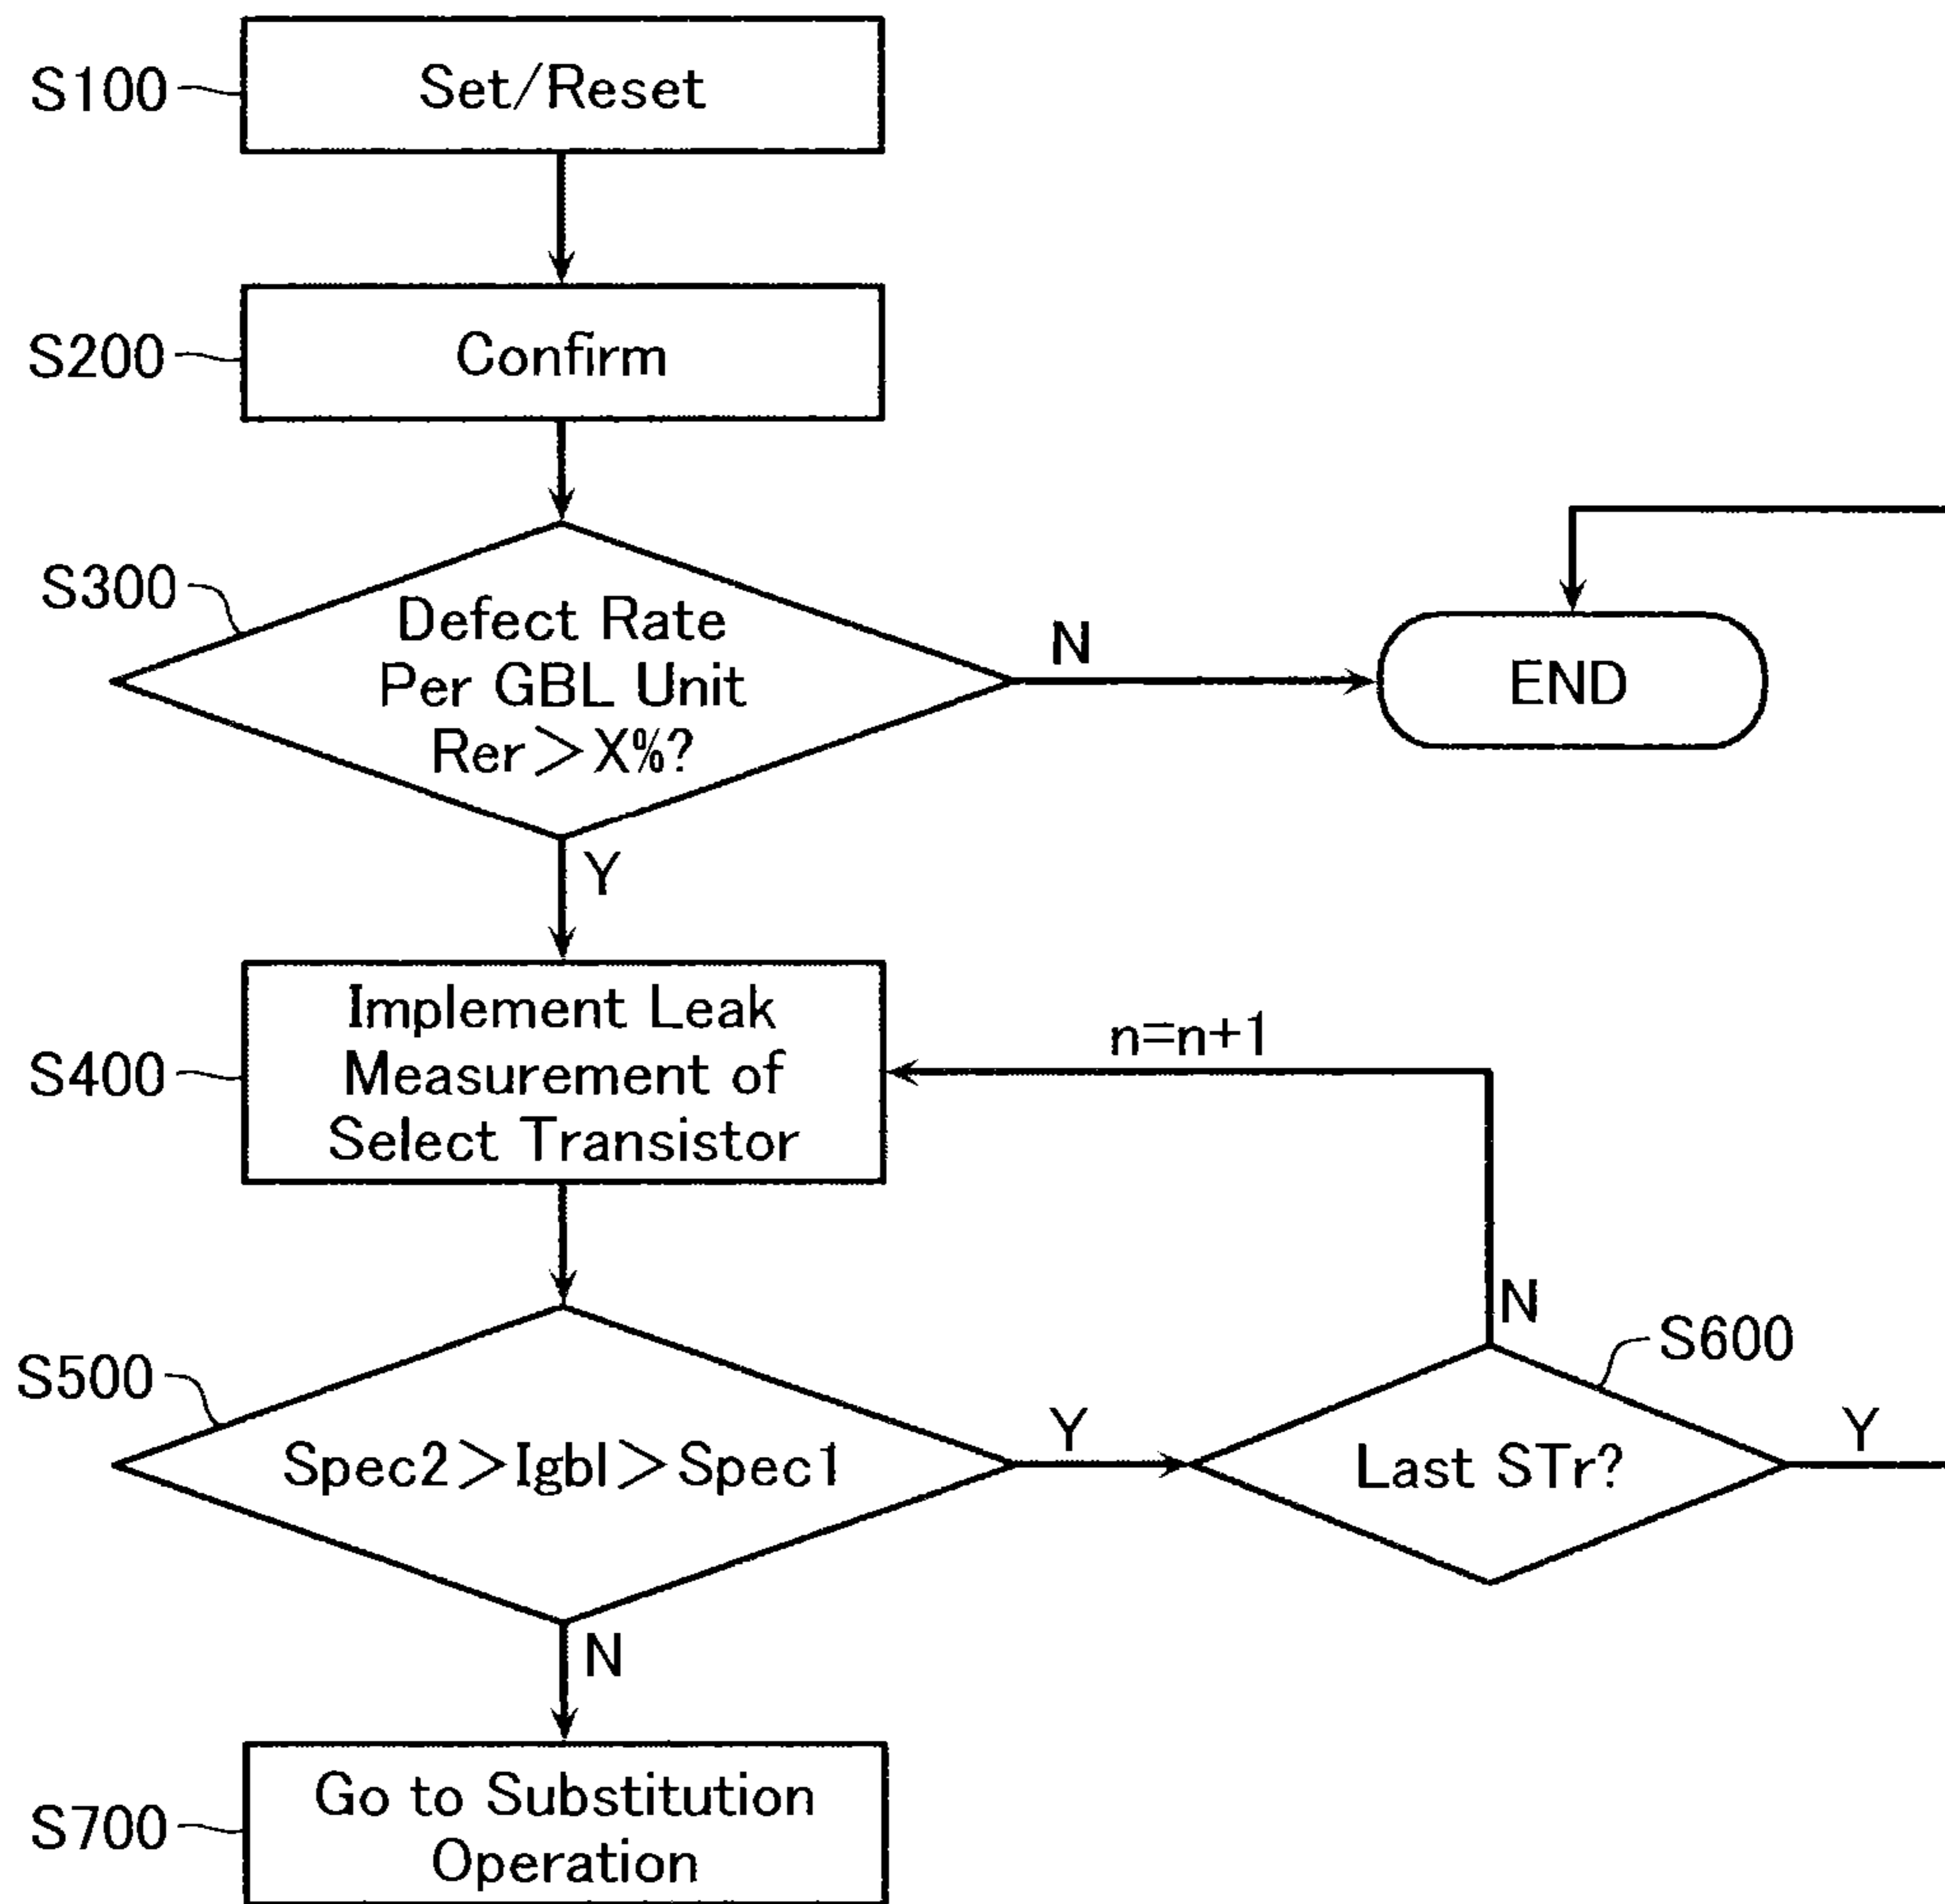 S100
Set/Reset
S200
Confirm
S300
Defect Rate
Per GBL Unit
Rer＞X%?
N
END
Y
S400
Implement Leak
Measurement of
Select Transistor
n=n+1
N
S500
Spec2＞Igbl＞Spec1
Y
S600
Last STr?
Y
N
S700
Go to Substitution
Operation